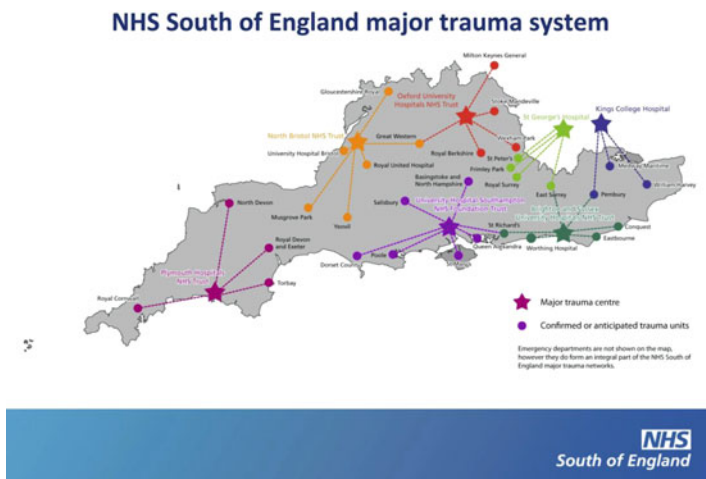 NHS South of England major trauma system
Milton Keynes General
Gloucestershire Royal
Oxford University
Hospitals NHS Trust
Stoke Mandeville
St George's Hospital
Kings College Hospital
North Bristol NHS Trust
Great Western
Wexham Park
University Hospital Bristol
Royal Berkshire
St Peter's
Royal United Hospital
Frimley Park
Medway Maritime
Basingstoke and
North Hampshire
Royal Surrey
William Harvey
North Devon
Salisbury
University Hospital Southampton
NHS Foundation Trust
East Surrey
Pembury
Musgrove Park
Yeovil
Brighton and Sussex
University Hospitals NHS Trust
St Richard's
Conquest
Royal Devon
and Exeter
Queen Alexandra
Worthing Hospital
Eastbourne
Dorset County
Poole
St Marys
Plymouth Hospitals
NHS Trust
Torbay
Royal Cornwall
Major trauma centre
Confirmed or anticipated trauma units
Emergency departments are not shown on the map,
however they do form an integral part of the NHS South of
England major trauma networks.
NHS
South of England